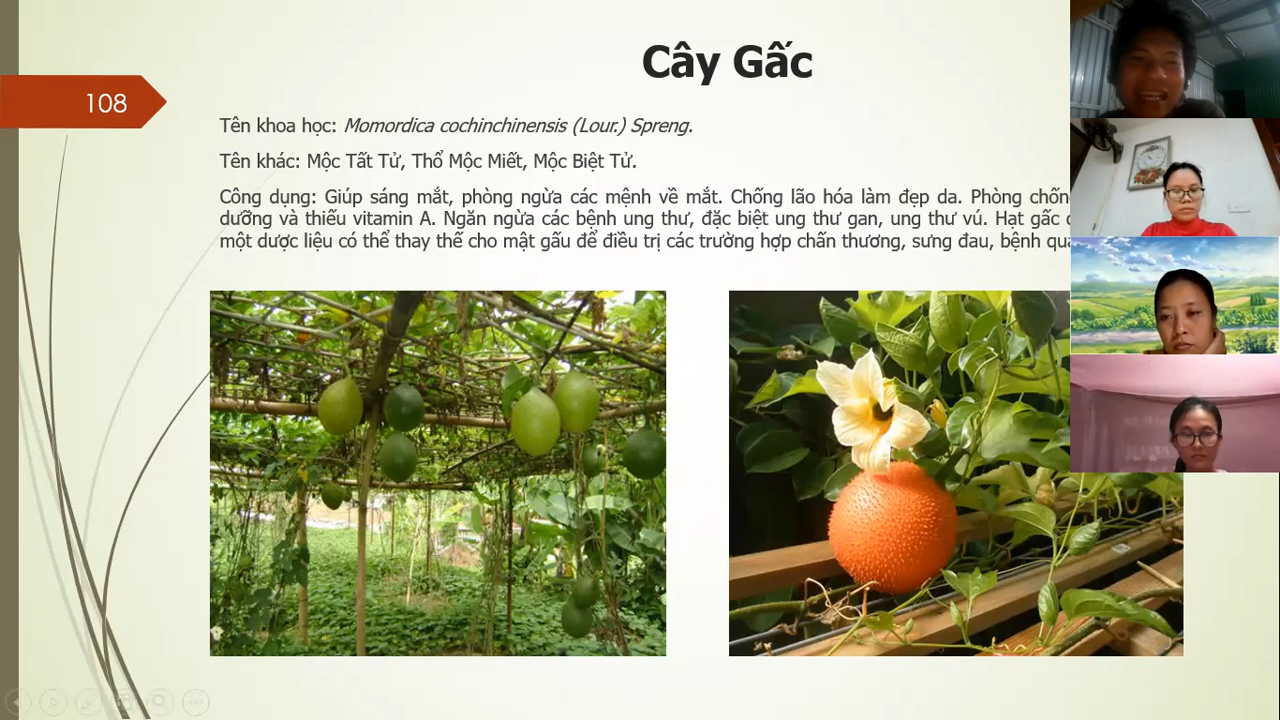 Cây Gấc
108
Tên khoa học: Momordica cochinchinensis (Lour.) Spreng.
Tên khác: Mộc Tất Tử, Thổ Mộc Miết, Mộc Biệt Tử.
Công dụng: Giúp sáng mắt, phòng ngừa các mệnh về mắt. Chống lão hóa làm đẹp da. Phòng chống
dưỡng và thiếu vitamin A. Ngăn ngừa các bệnh ung thư, đặc biệt ung thư gan, ung thư vú. Hạt gấc
một dược liệu có thể thay thế cho mật gấu để điều trị các trường hợp chấn thương, sưng đau, bệnh